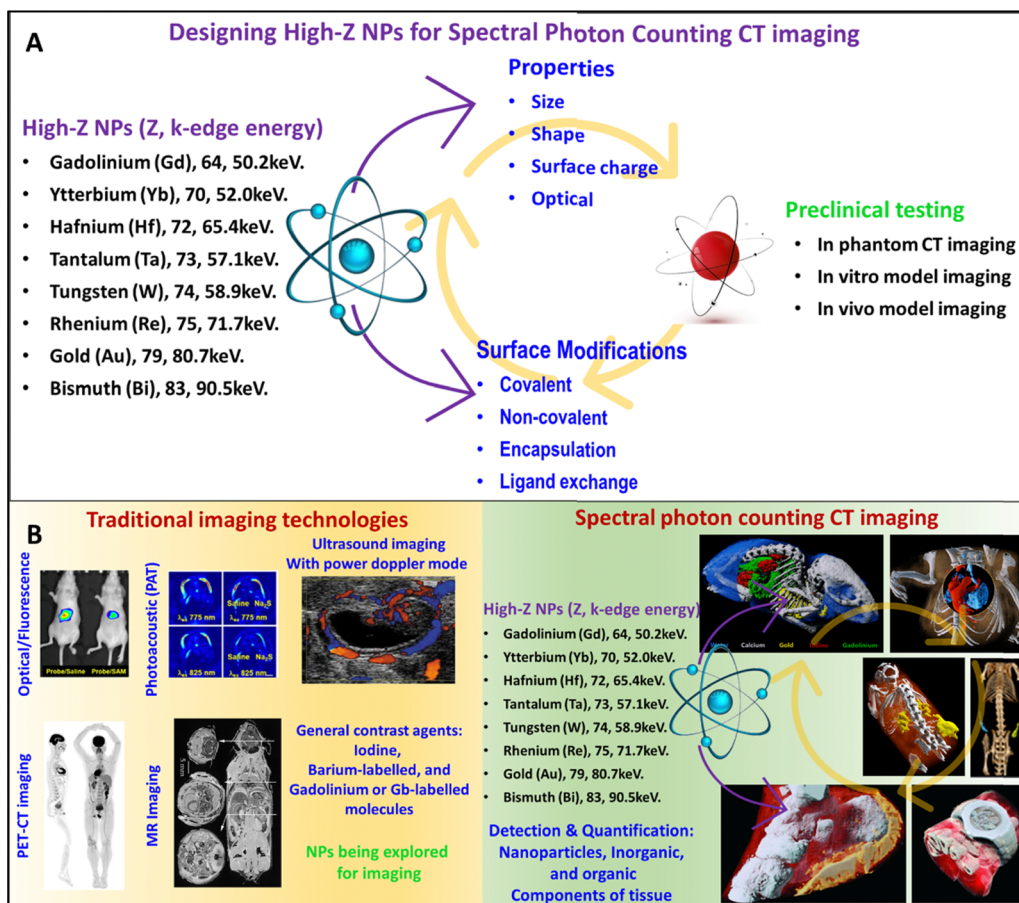 A
Designing High-Z NPs for Spectral Photon Counting CT imaging
High-Z NPs (Z, k-edge energy)
• Gadolinium (Gd), 64, 50.2keV.
• Ytterbium (Yb), 70, 52.0keV.
• Hafnium (Hf), 72, 65.4keV.
• Tantalum (Ta), 73, 57.1keV.
• Tungsten (W), 74, 58.9keV.
• Rhenium (Re), 75, 71.7keV.
• Gold (Au), 79, 80.7keV.
• Bismuth (Bi), 83, 90.5keV.
Properties
• Size
• Shape
• Surface charge
• Optical
Surface Modifications
• Covalent
• Non-covalent
• Encapsulation
• Ligand exchange
Preclinical testing
• In phantom CT imaging
• In vitro model imaging
• In vivo model imaging
B
Traditional imaging technologies
Optical/Fluorescence
Probe/Saline Probe/SAM
Photoacoustic (PAT)
λ 775 nm
Saline Na₂S
775 nm
λ 825 nm
Saline Na₂S
825 nm
Ultrasound imaging
With power doppler mode
PET-CT imaging
MR Imaging
5 mm
General contrast agents:
Iodine,
Barium-labelled, and
Gadolinium or Gb-labelled
molecules
NPs being explored
for imaging
Spectral photon counting CT imaging
High-Z NPs (Z, k-edge energy)
• Gadolinium (Gd), 64, 50.2keV.
• Ytterbium (Yb), 70, 52.0keV.
• Hafnium (Hf), 72, 65.4keV.
• Tantalum (Ta), 73, 57.1keV.
• Tungsten (W), 74, 58.9keV.
• Rhenium (Re), 75, 71.7keV.
• Gold (Au), 79, 80.7keV.
• Bismuth (Bi), 83, 90.5keV.
Detection & Quantification:
Nanoparticles, Inorganic,
and organic
Components of tissue
Calcium Gold Gadolinium